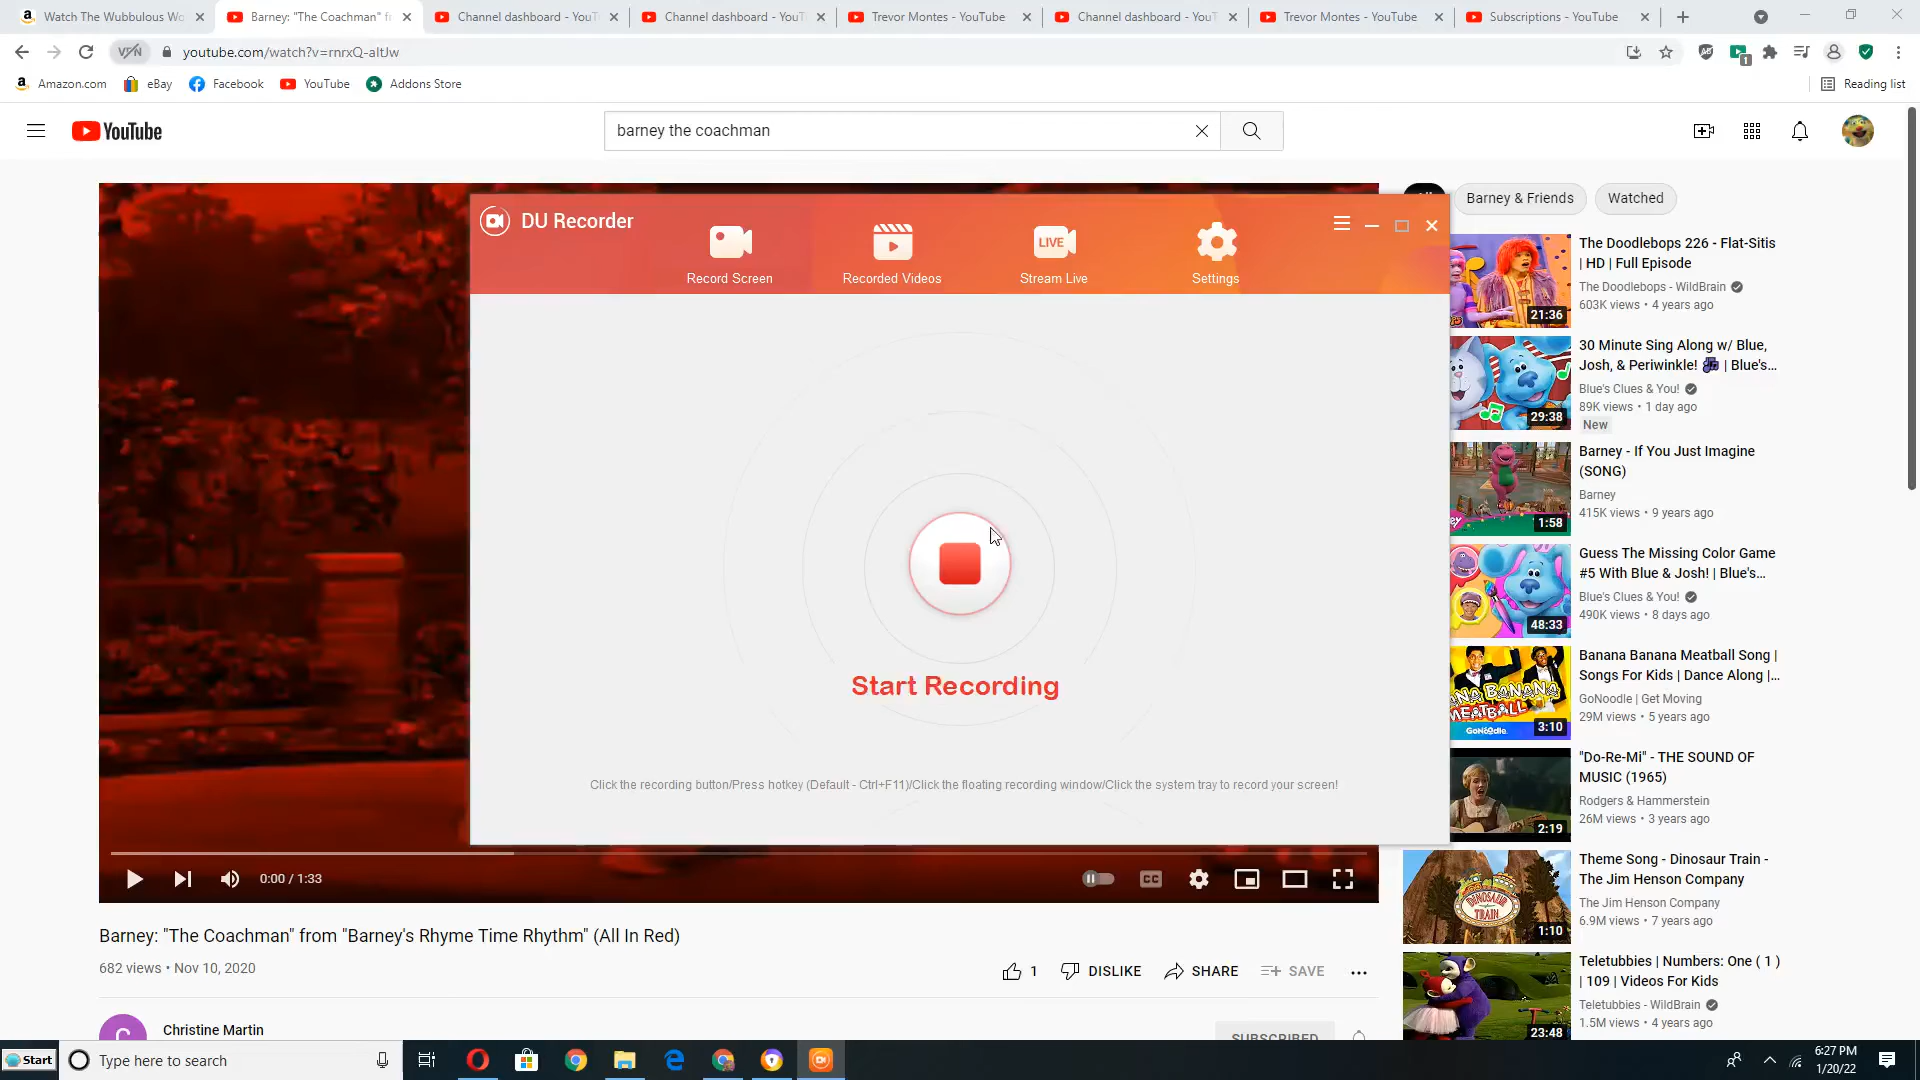 Watch The Wubbulous Wo
Barney: "The Coachman" f
Channel dashboard - YouT
Channel dashboard - YouT
Trevor Montes - YouTube
Channel dashboard - YouT
Trevor Montes - YouTube
Subscriptions - YouTube
VPN
youtube.com/watch?v=rnrxQ-altJw
1
Amazon.com
eBay
Facebook
YouTube
Addons Store
Reading list
YouTube
barney the coachman
Barney & Friends
Watched
DU Recorder
LIVE
Record Screen
Recorded Videos
Stream Live
Settings
Start Recording
Click the recording button/Press hotkey (Default - Ctrl+F11)/Click the floating recording window/Click the system tray to record your screen!
The Doodlebops 226 - Flat-Sitis
| HD | Full Episode
The Doodlebops - WildBrain
603K views • 4 years ago
21:36
30 Minute Sing Along w/ Blue,
Josh, & Periwinkle! | Blue's...
Blue's Clues & You!
89K views • 1 day ago
New
29:38
Barney - If You Just Imagine
(SONG)
Barney
415K views • 9 years ago
1:58
Guess The Missing Color Game
#5 With Blue & Josh! | Blue's...
Blue's Clues & You!
490K views • 8 days ago
48:33
Banana Banana Meatball Song |
Songs For Kids | Dance Along |...
GoNoodle | Get Moving
29M views • 5 years ago
NA BANANA
MEATBALL
GoNoodle.
3:10
"Do-Re-Mi" - THE SOUND OF
MUSIC (1965)
Rodgers & Hammerstein
26M views • 3 years ago
2:19
Theme Song - Dinosaur Train -
The Jim Henson Company
The Jim Henson Company
6.9M views • 7 years ago
DINOSAUR
TRAIN
1:10
Teletubbies | Numbers: One ( 1 )
| 109 | Videos For Kids
Teletubbies - WildBrain
1.5M views • 4 years ago
23:48
0:00 / 1:33
CC
Barney: "The Coachman" from "Barney's Rhyme Time Rhythm" (All In Red)
682 views • Nov 10, 2020
1
DISLIKE
SHARE
SAVE
C
Christine Martin
SUBSCRIBED
Start
Type here to search
6:27 PM
1/20/22